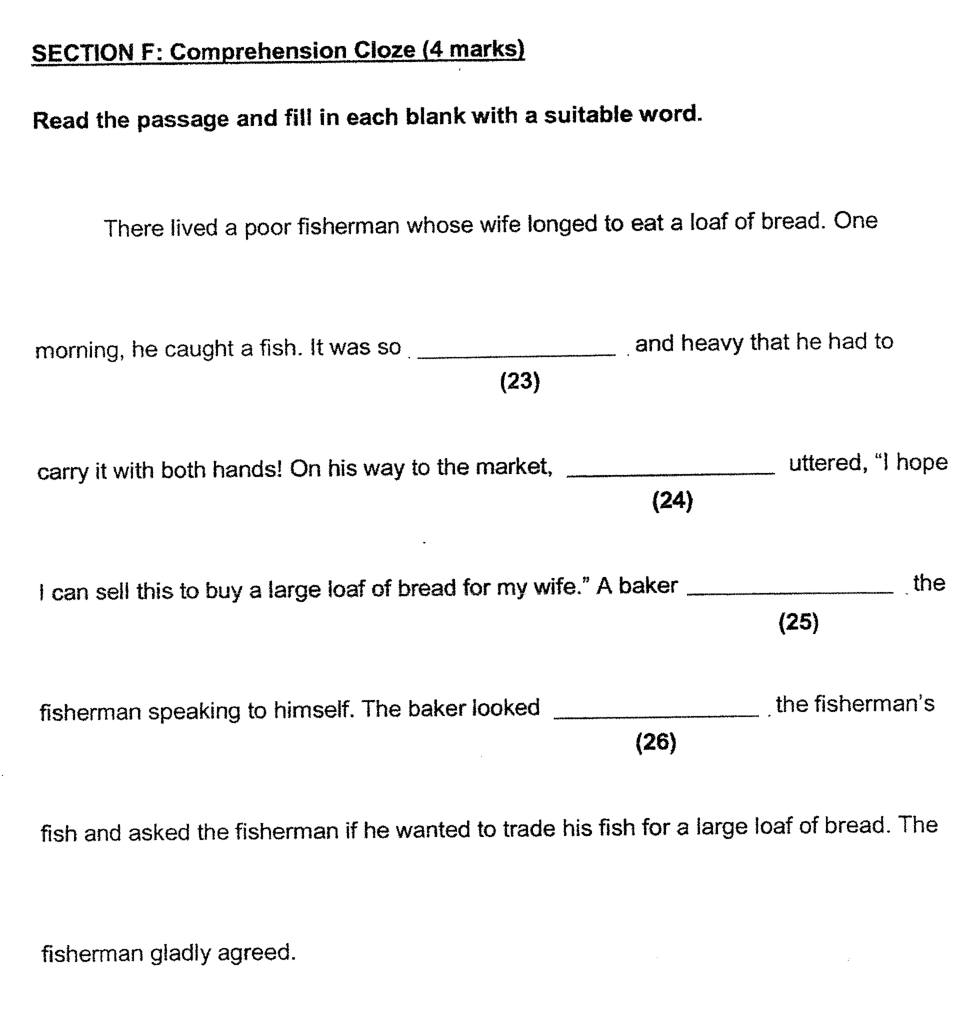 SECTION F: Comprehension Cloze (4 marks)
Read the passage and fill in each blank with a suitable word.
There lived a poor fisherman whose wife longed to eat a loaf of bread. One
morning, he caught a fish. It was so ______________ and heavy that he had to
(23)
carry it with both hands! On his way to the market, ______________ uttered, “I hope
(24)
I can sell this to buy a large loaf of bread for my wife.” A baker ______________ the
(25)
fisherman speaking to himself. The baker looked ______________ the fisherman's
(26)
fish and asked the fisherman if he wanted to trade his fish for a large loaf of bread. The
fisherman gladly agreed.